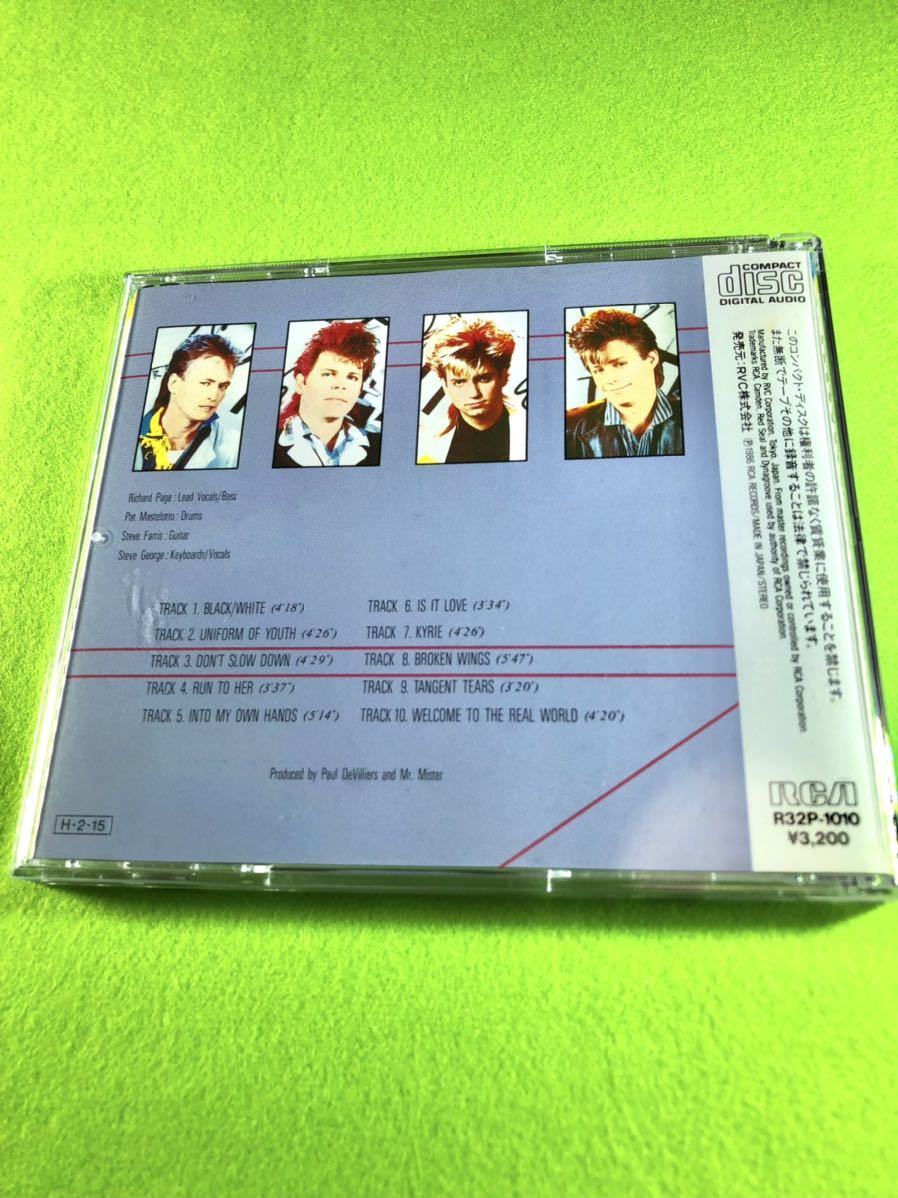 COMPACT
disc
DIGITAL AUDIO
Richard Page : Lead Vocals/Bass
Pat Mastelotto : Drums
Steve Farris : Guitar
Steve George : Keyboards/Vocals
TRACK 1. BLACK/WHITE (4'18")
TRACK 2. UNIFORM OF YOUTH (4'26")
TRACK 3. DON'T SLOW DOWN (4'29")
TRACK 4. RUN TO HER (3'37")
TRACK 5. INTO MY OWN HANDS (5'14")
TRACK 6. IS IT LOVE (3'34")
TRACK 7. KYRIE (4'26")
TRACK 8. BROKEN WINGS (5'47")
TRACK 9. TANGENT TEARS (3'20")
TRACK 10. WELCOME TO THE REAL WORLD (4'20")
Produced by Paul DeVilliers and Mr. Mister
H・2・15
このコンパクト・ディスクは権利者の許諾なく賃貸業に使用することを禁じます。
また無断でテープその他に録音することは法律で禁じられています。
Manufactured by RVC Corporation, Tokyo, Japan. From master recordings owned or controlled by RCA Corporation.
Trademarks RCA, Camden, Red Seal and Dynagroove used by authority of RCA Corporation.
発売元:RVC株式会社 ℗1986 RCA RECORDS/MADE IN JAPAN/STEREO
RCA
R32P-1010
¥3,200